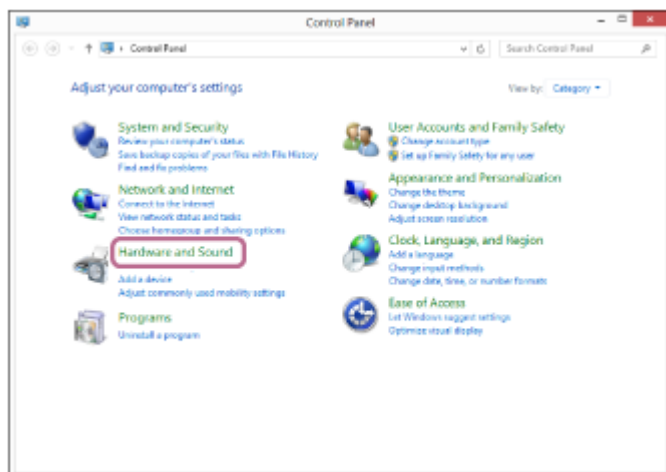 Control Panel
Control Panel
Search Control Panel
Adjust your computer's settings
View by: Category
System and Security
Review your computer's status
Save backup copies of your files with File History
Find and fix problems
Network and Internet
Connect to the Internet
View network status and tasks
Choose homegroup and sharing options
Hardware and Sound
Add a device
Adjust commonly used mobility settings
Programs
Uninstall a program
User Accounts and Family Safety
Change account type
Set up Family Safety for any user
Appearance and Personalization
Change the theme
Change desktop background
Adjust screen resolution
Clock, Language, and Region
Add a language
Change input methods
Change date, time, or number formats
Ease of Access
Let Windows suggest settings
Optimize visual display